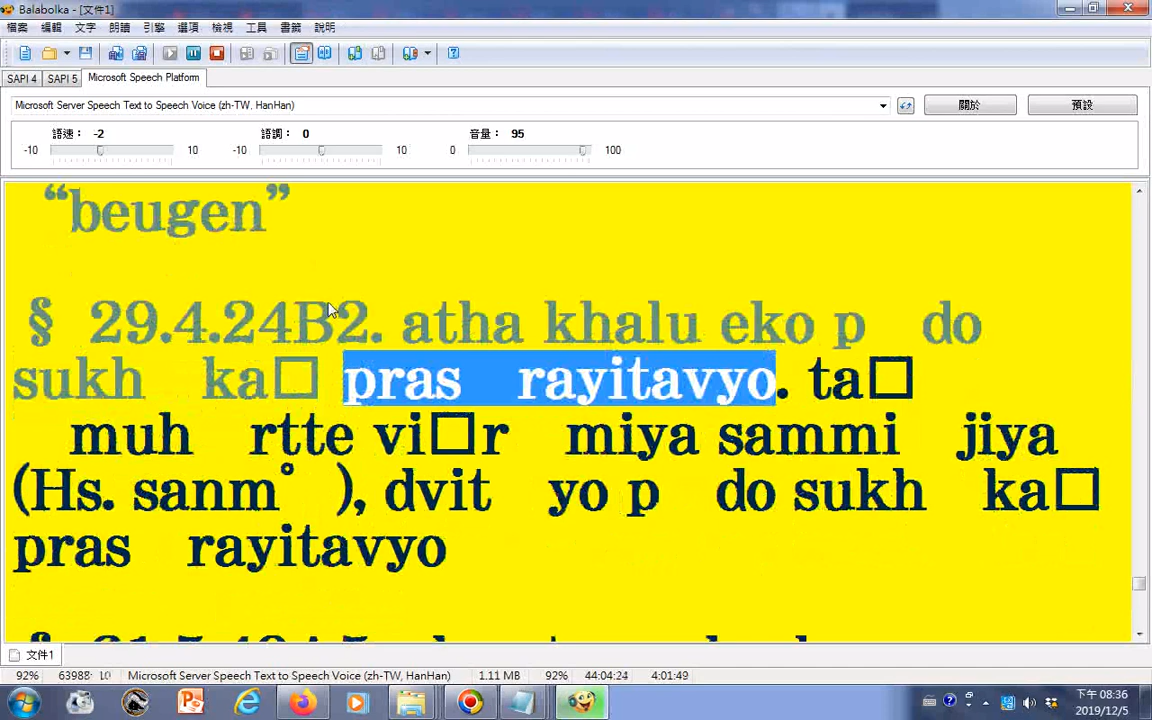 Balabolka - [文件1]
檔案 編輯 文字 朗讀 引擎 選項 檢視 工具 書籤 說明
SAPI 4 SAPI 5 Microsoft Speech Platform
Microsoft Server Speech Text to Speech Voice (zh-TW, HanHan) 關於 預設
語速： -2 語調： 0 音量： 95
-10 10 -10 10 0 100
“beugen”
§ 29.4.24B2. atha khalu eko p do
sukh ka□ pras rayitavyo. ta□
muh rtte vi□r miya sammi jiya
(Hs. sanm° ), dvit yo p do sukh ka□
pras rayitavyo
文件1
92% Microsoft Server Speech Text to Speech Voice (zh-TW, HanHan) 1.11 MB 92% 44:04:24 4:01:49
下午 08:36
2019/12/5